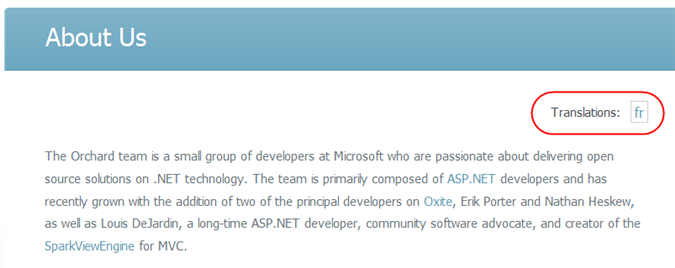 About Us
Translations: fr
The Orchard team is a small group of developers at Microsoft who are passionate about delivering open
source solutions on .NET technology. The team is primarily composed of ASP.NET developers and has
recently grown with the addition of two of the principal developers on Oxite, Erik Porter and Nathan Heskew,
as well as Louis DeJardin, a long-time ASP.NET developer, community software advocate, and creator of the
SparkViewEngine for MVC.